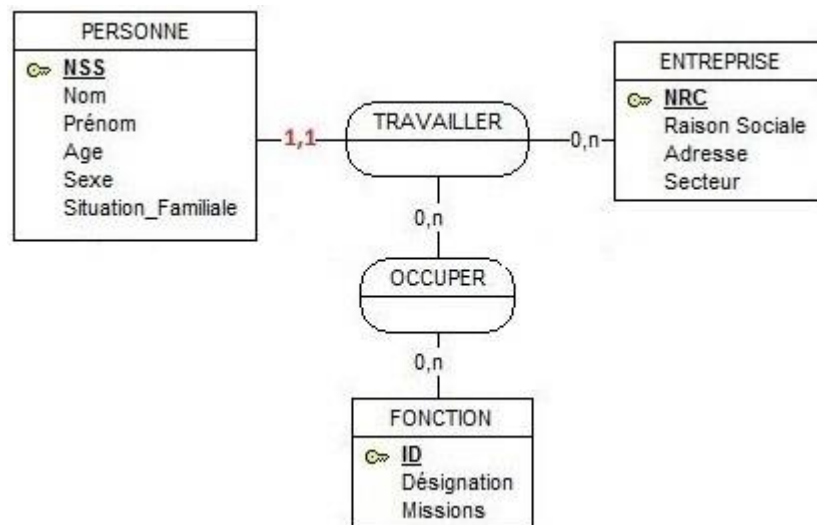 PERSONNE
NSS
Nom
Prénom
Age
Sexe
Situation_Familiale
1,1
TRAVAILLER
0,n
ENTREPRISE
NRC
Raison Sociale
Adresse
Secteur
0,n
OCCUPER
0,n
FONCTION
ID
Désignation
Missions